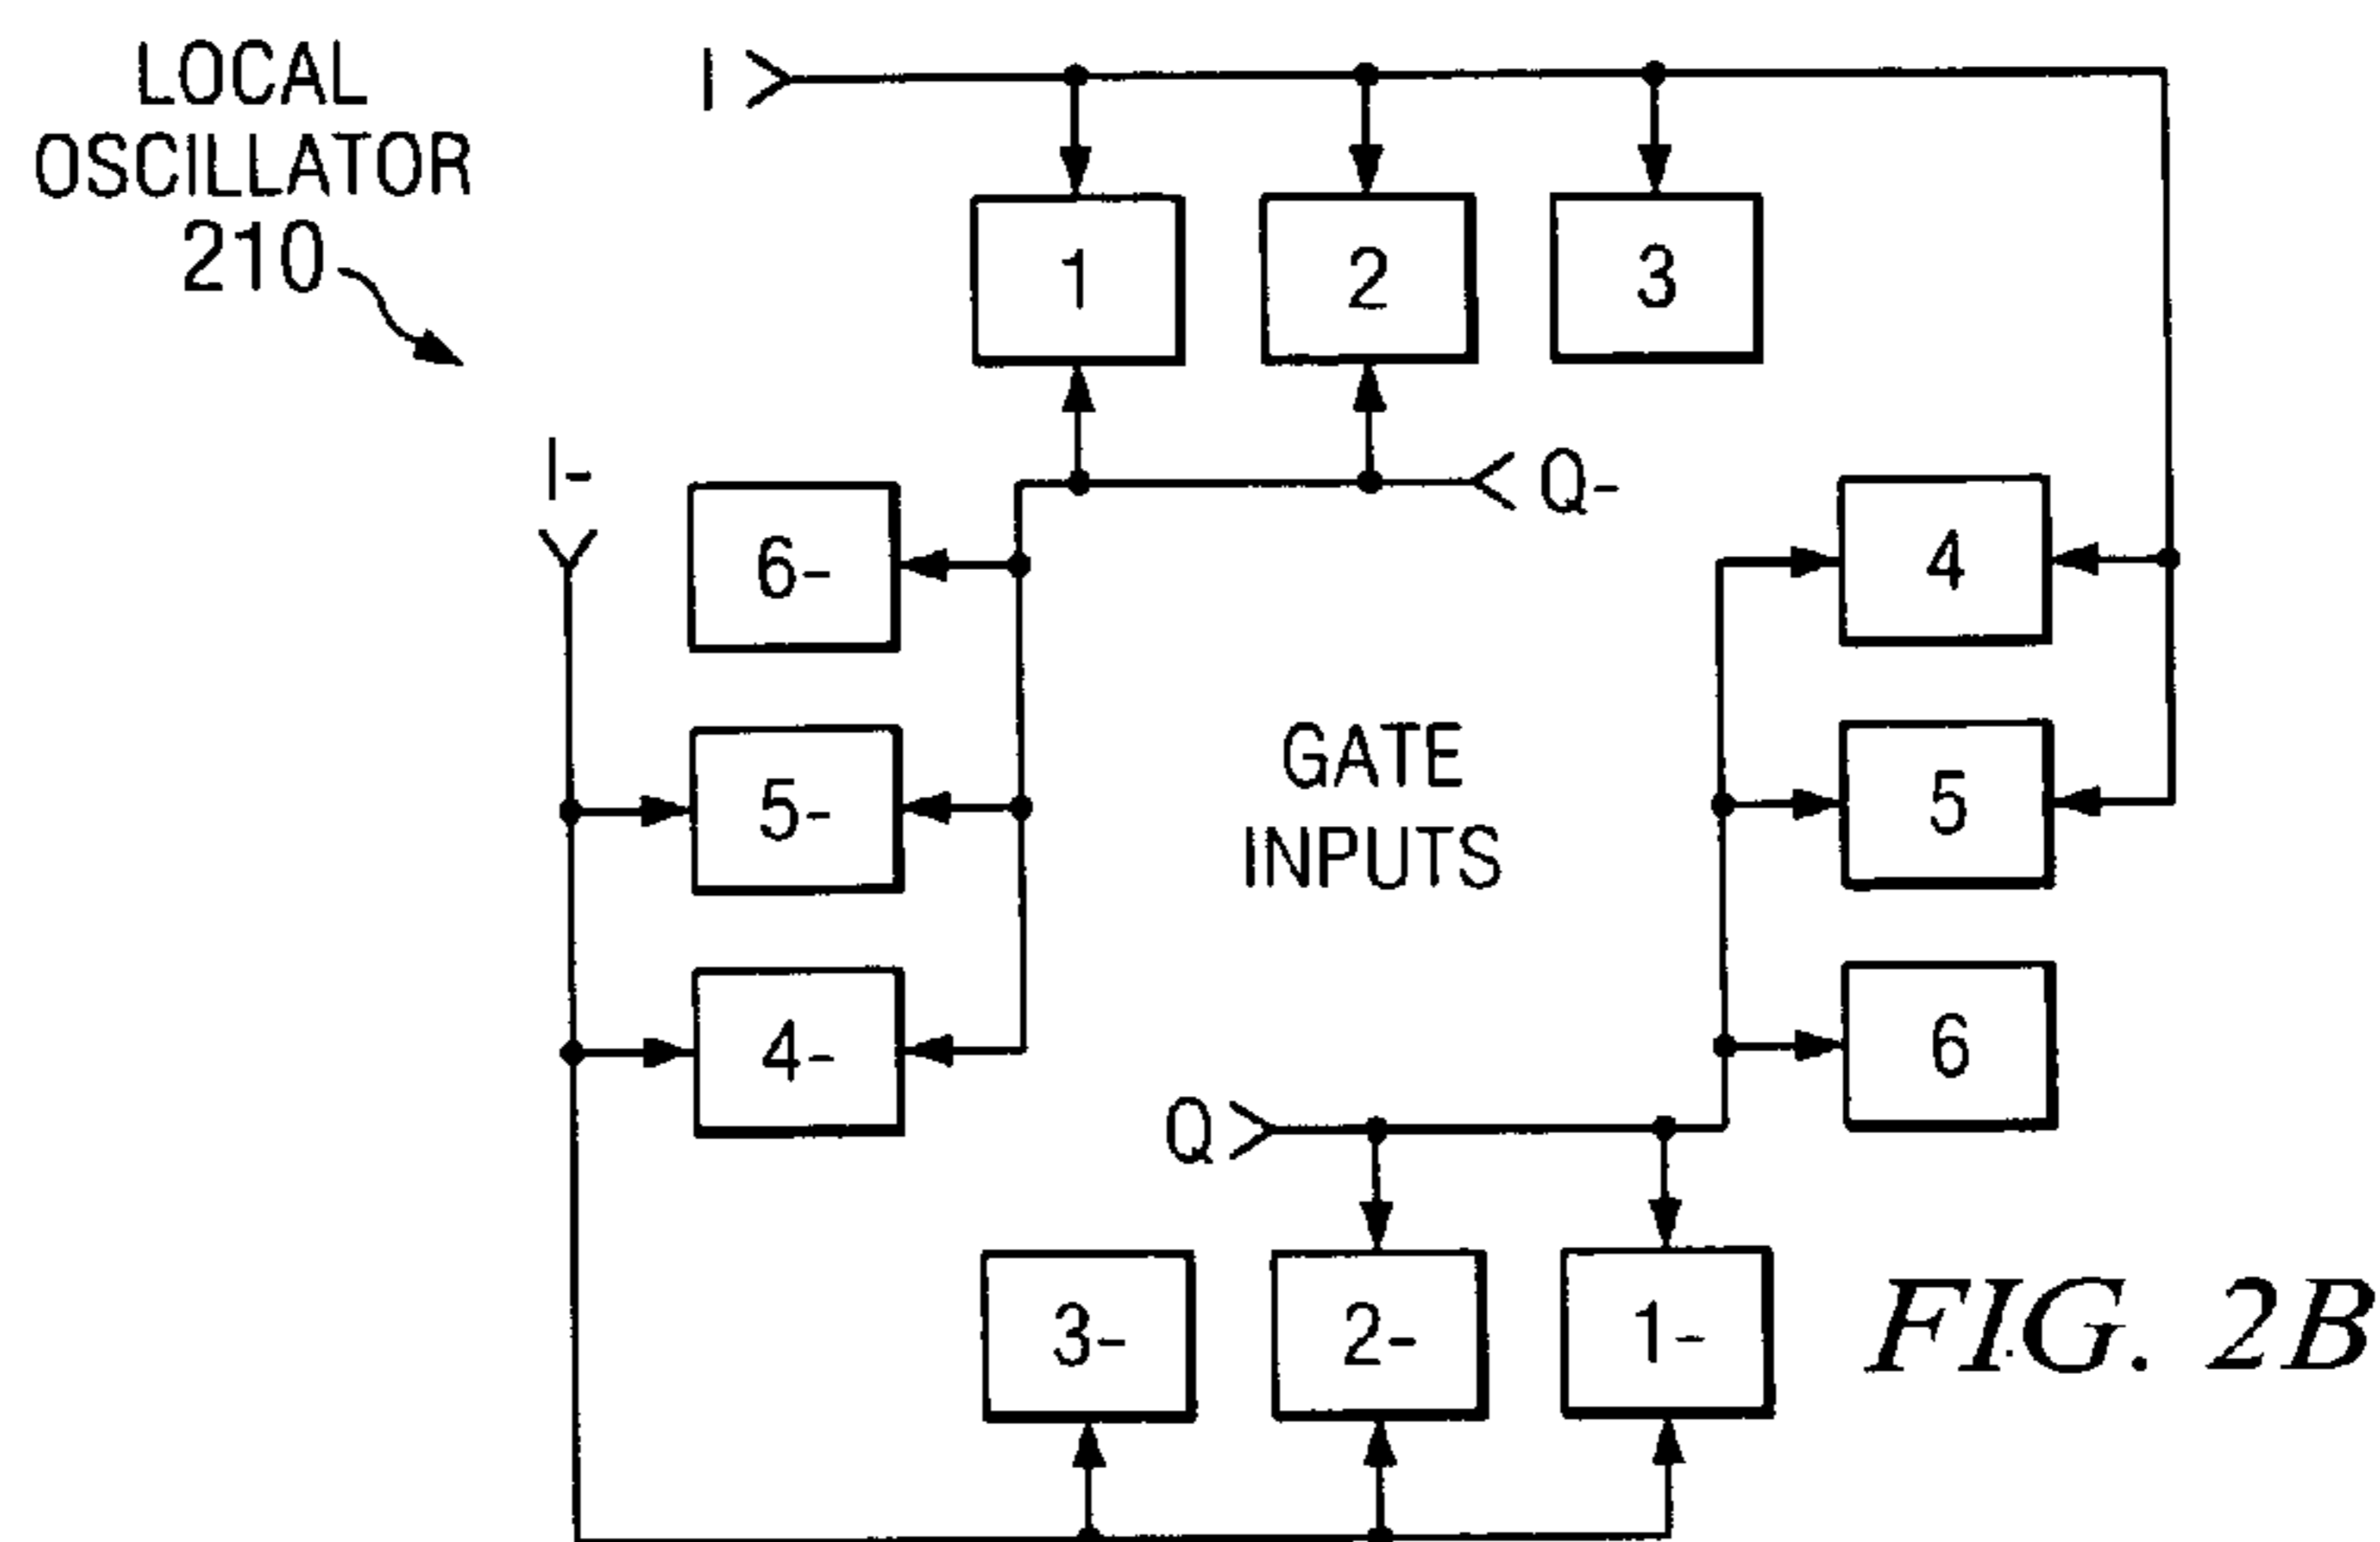 LOCAL
OSCILLATOR
210
I
1
2
3
I-
Q-
6-
4
5-
GATE
INPUTS
5
4-
6
Q
3-
2-
1-
FIG. 2B